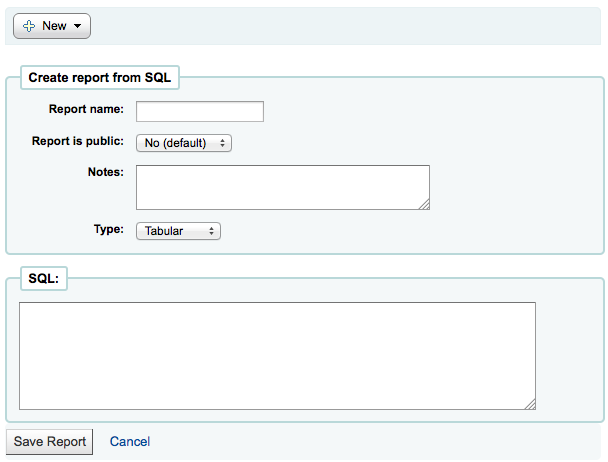 New
Create report from SQL
Report name:
Report is public: No (default)
Notes:
Type: Tabular
SQL:
Save Report Cancel